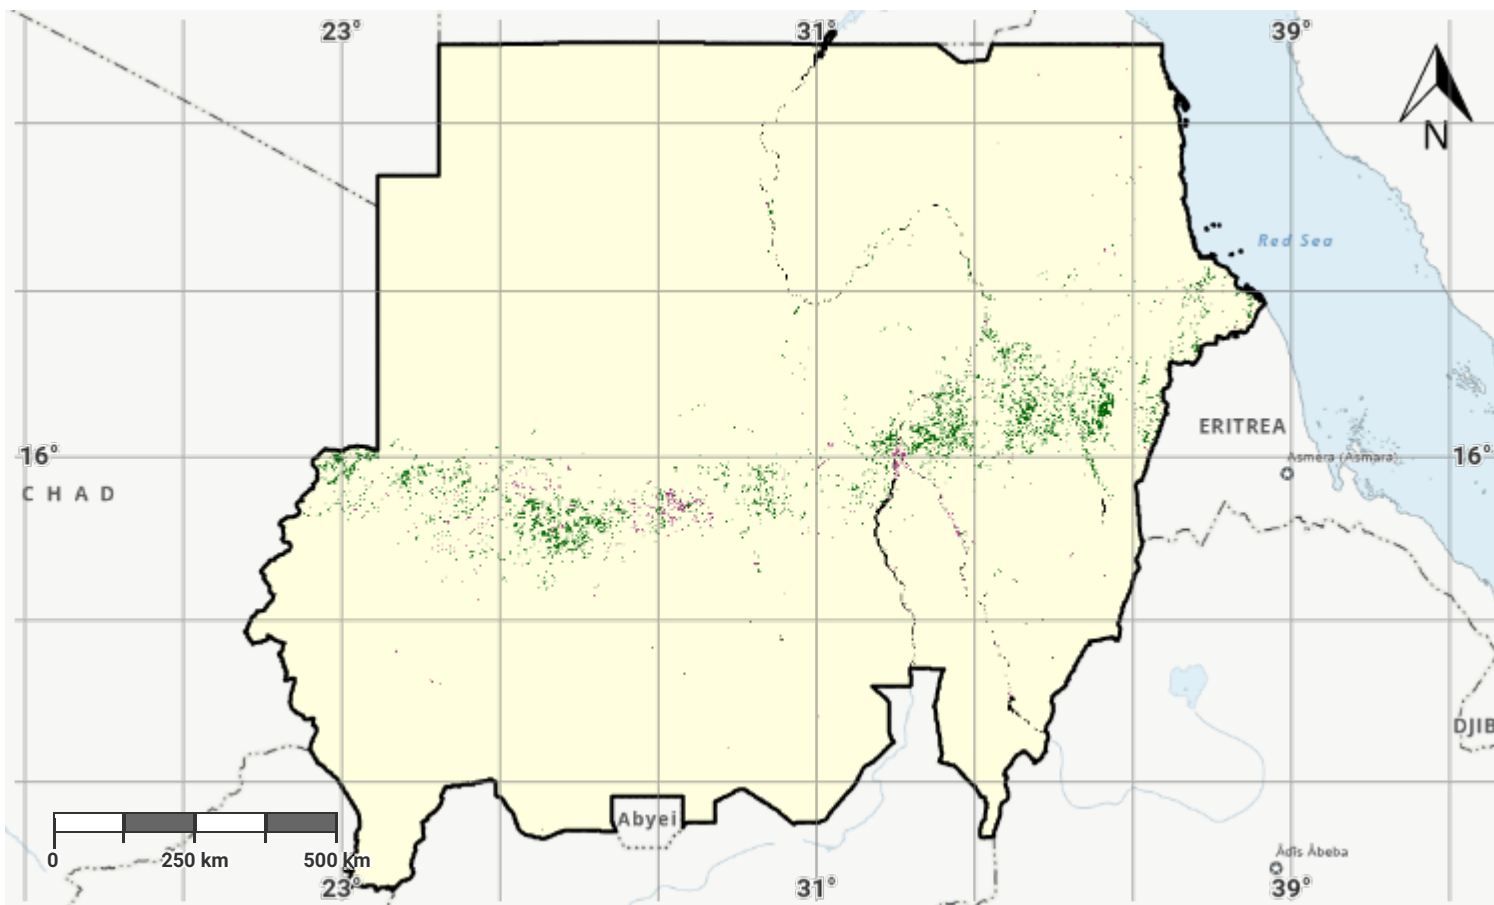 23° 31° 39°
N
Red Sea
ERITREA
16° Asmera (Asmara) 16°
CHAD
DJIB
Abyei
0 250 km 500 km
Ādīs Ābeba
23° 31° 39°